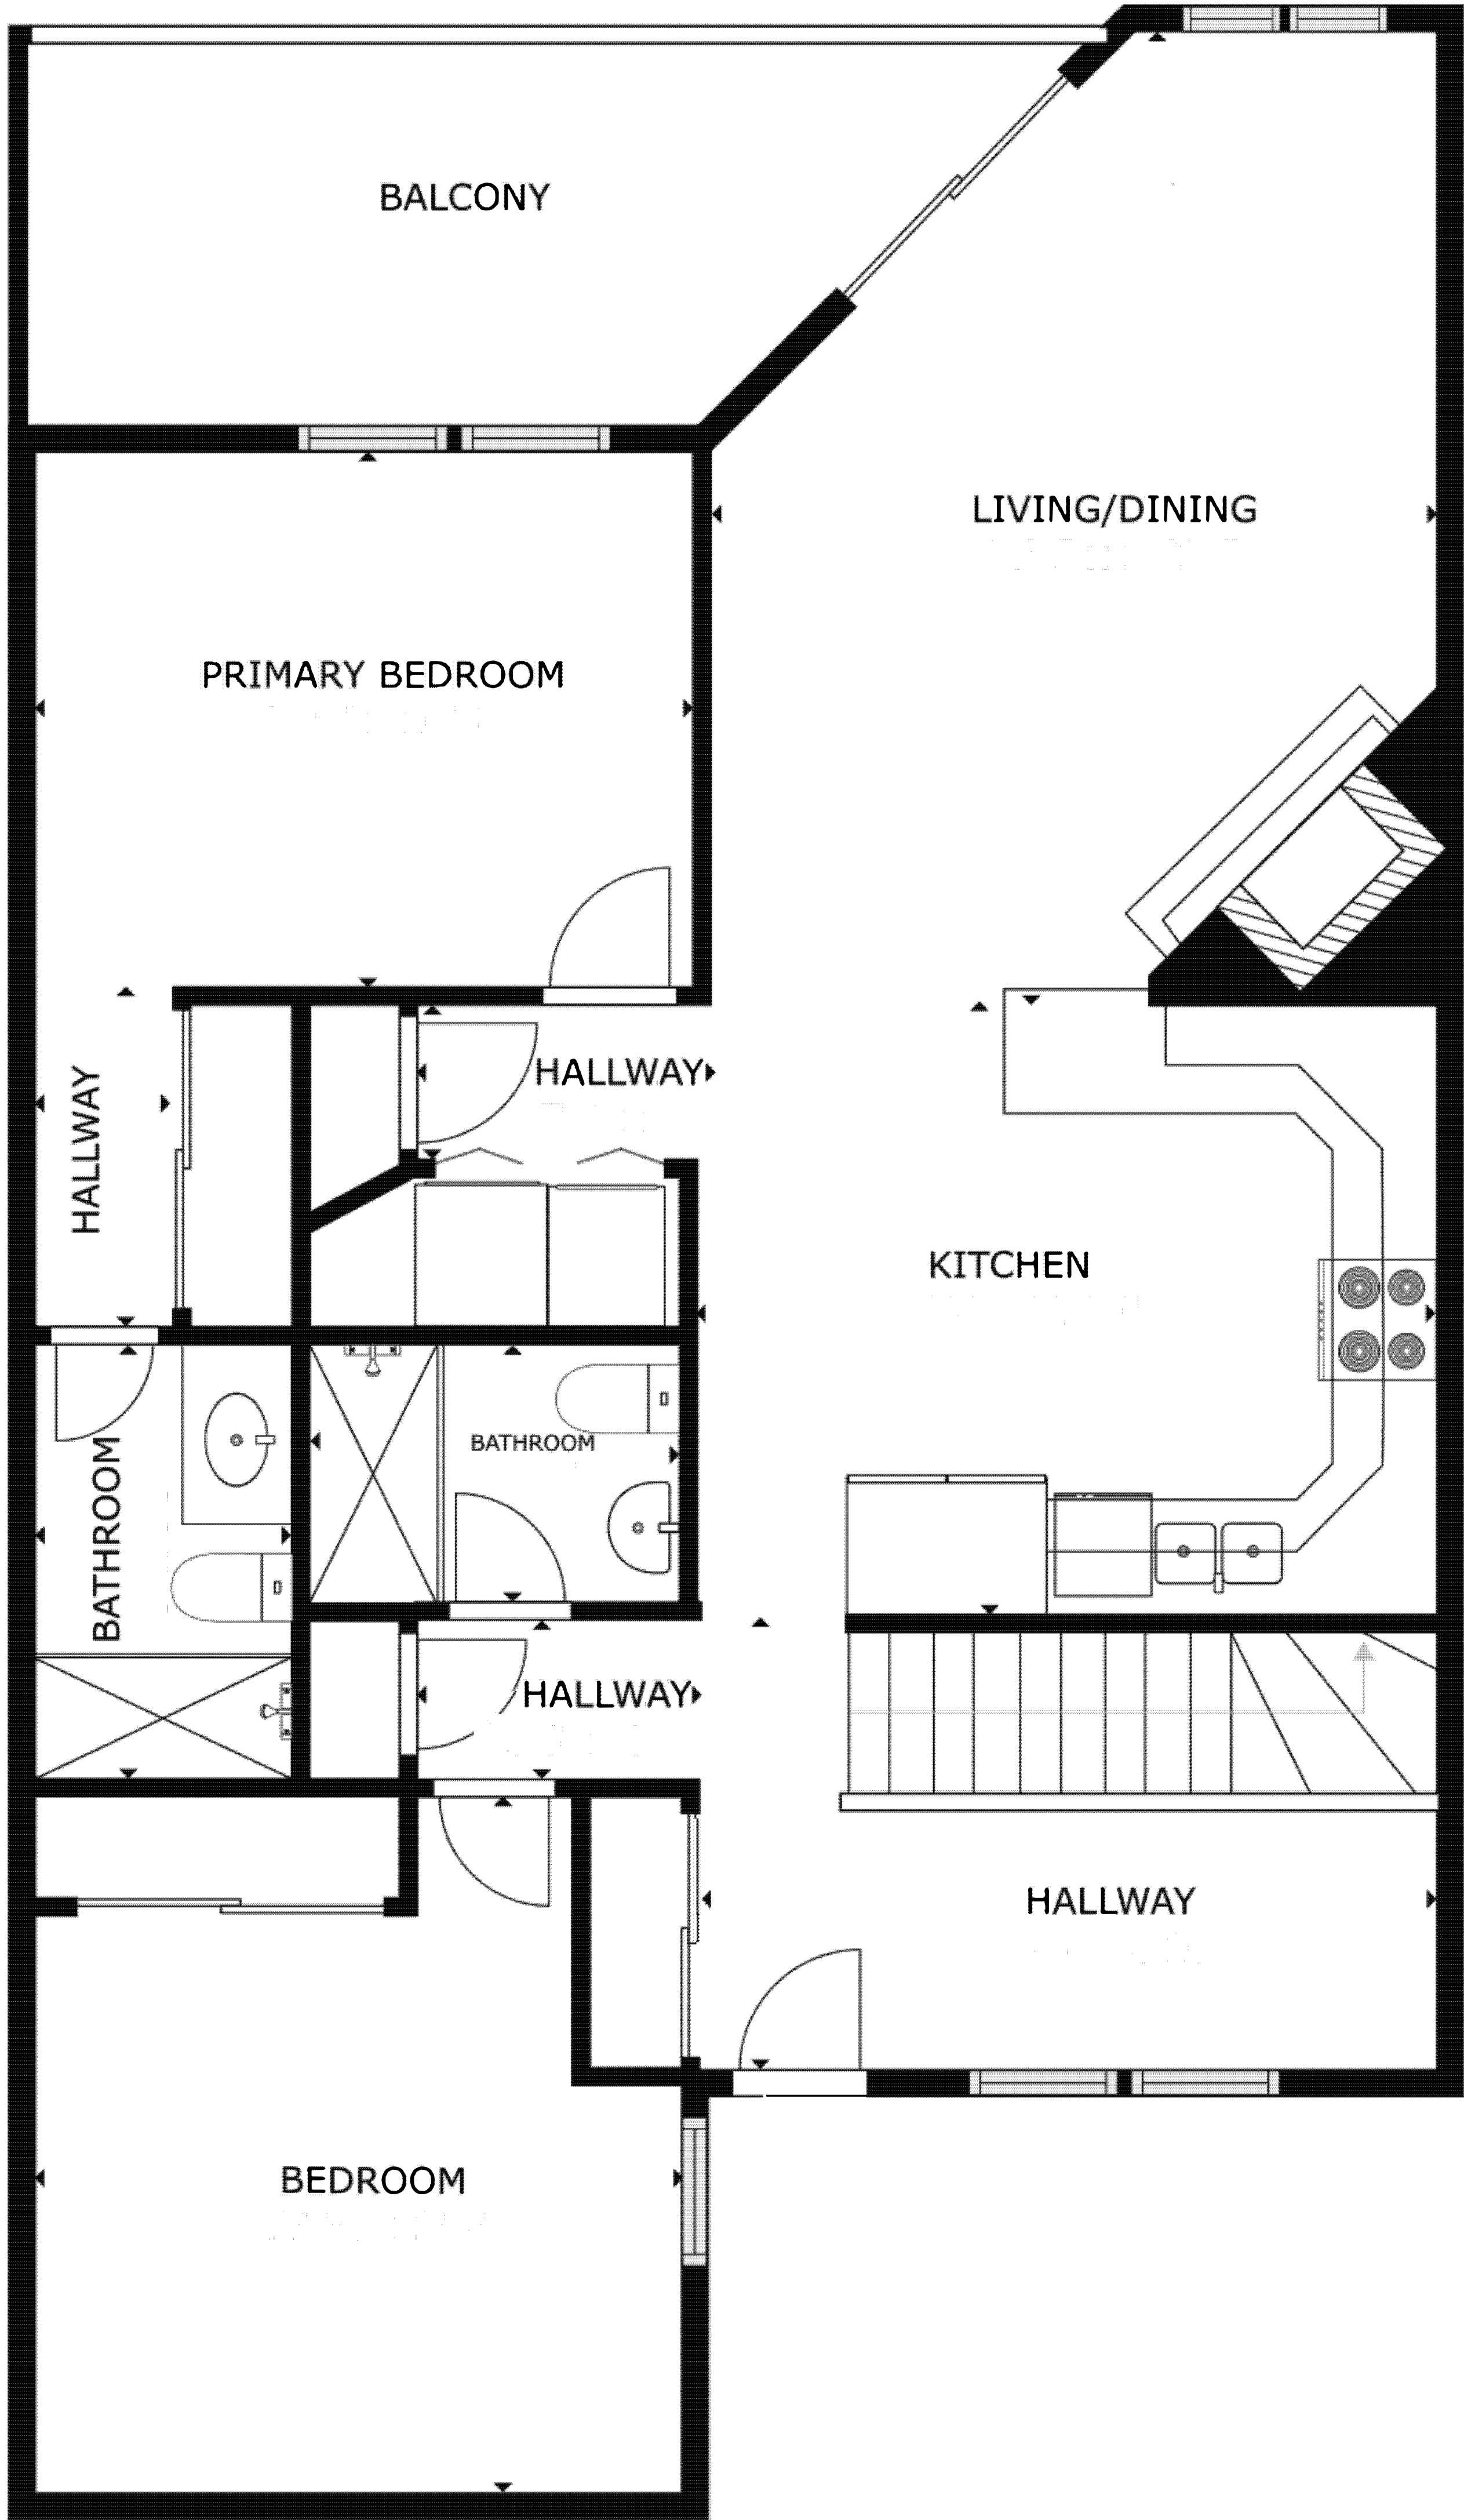 BALCONY
LIVING/DINING
PRIMARY BEDROOM
HALLWAY
HALLWAY
KITCHEN
BATHROOM
BATHROOM
HALLWAY
HALLWAY
BEDROOM